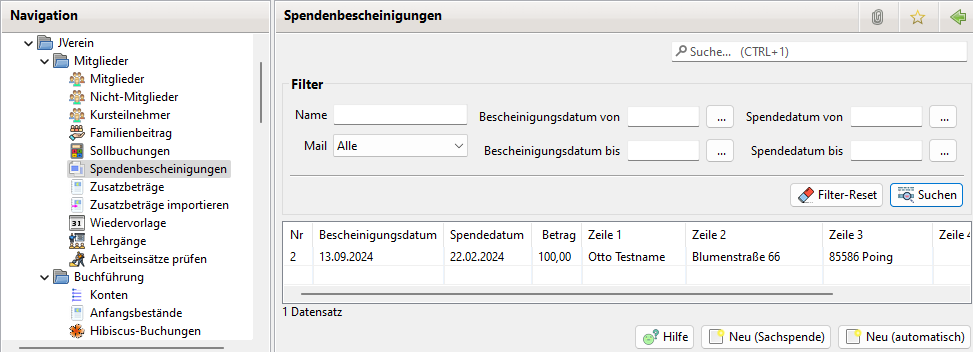 Navigation
JVerein
Mitglieder
Mitglieder
Nicht-Mitglieder
Kursteilnehmer
Familienbeitrag
Sollbuchungen
Spendenbescheinigungen
Zusatzbeträge
Zusatzbeträge importieren
31 Wiedervorlage
Lehrgänge
Arbeitseinsätze prüfen
Buchführung
Konten
Anfangsbestände
Hibiscus-Buchungen
Spendenbescheinigungen
Suche... (CTRL+1)
Filter
Name Bescheinigungsdatum von ... Spendedatum von ...
Mail Alle Bescheinigungsdatum bis ... Spendedatum bis ...
Filter-Reset Suchen
Nr Bescheinigungsdatum Spendedatum Betrag Zeile 1 Zeile 2 Zeile 3 Zeile 4
2 13.09.2024 22.02.2024 100,00 Otto Testname Blumenstraße 66 85586 Poing
1 Datensatz
Hilfe Neu (Sachspende) Neu (automatisch)